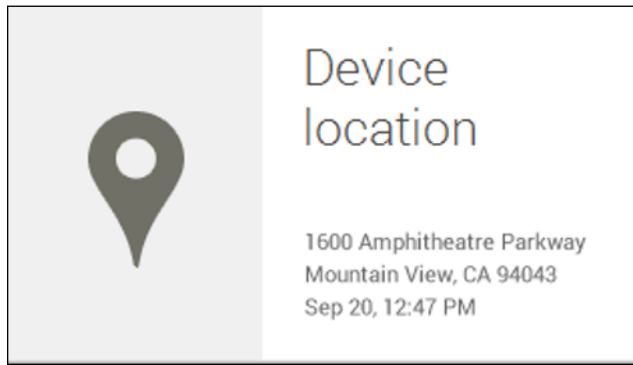 Device
location
1600 Amphitheatre Parkway
Mountain View, CA 94043
Sep 20, 12:47 PM